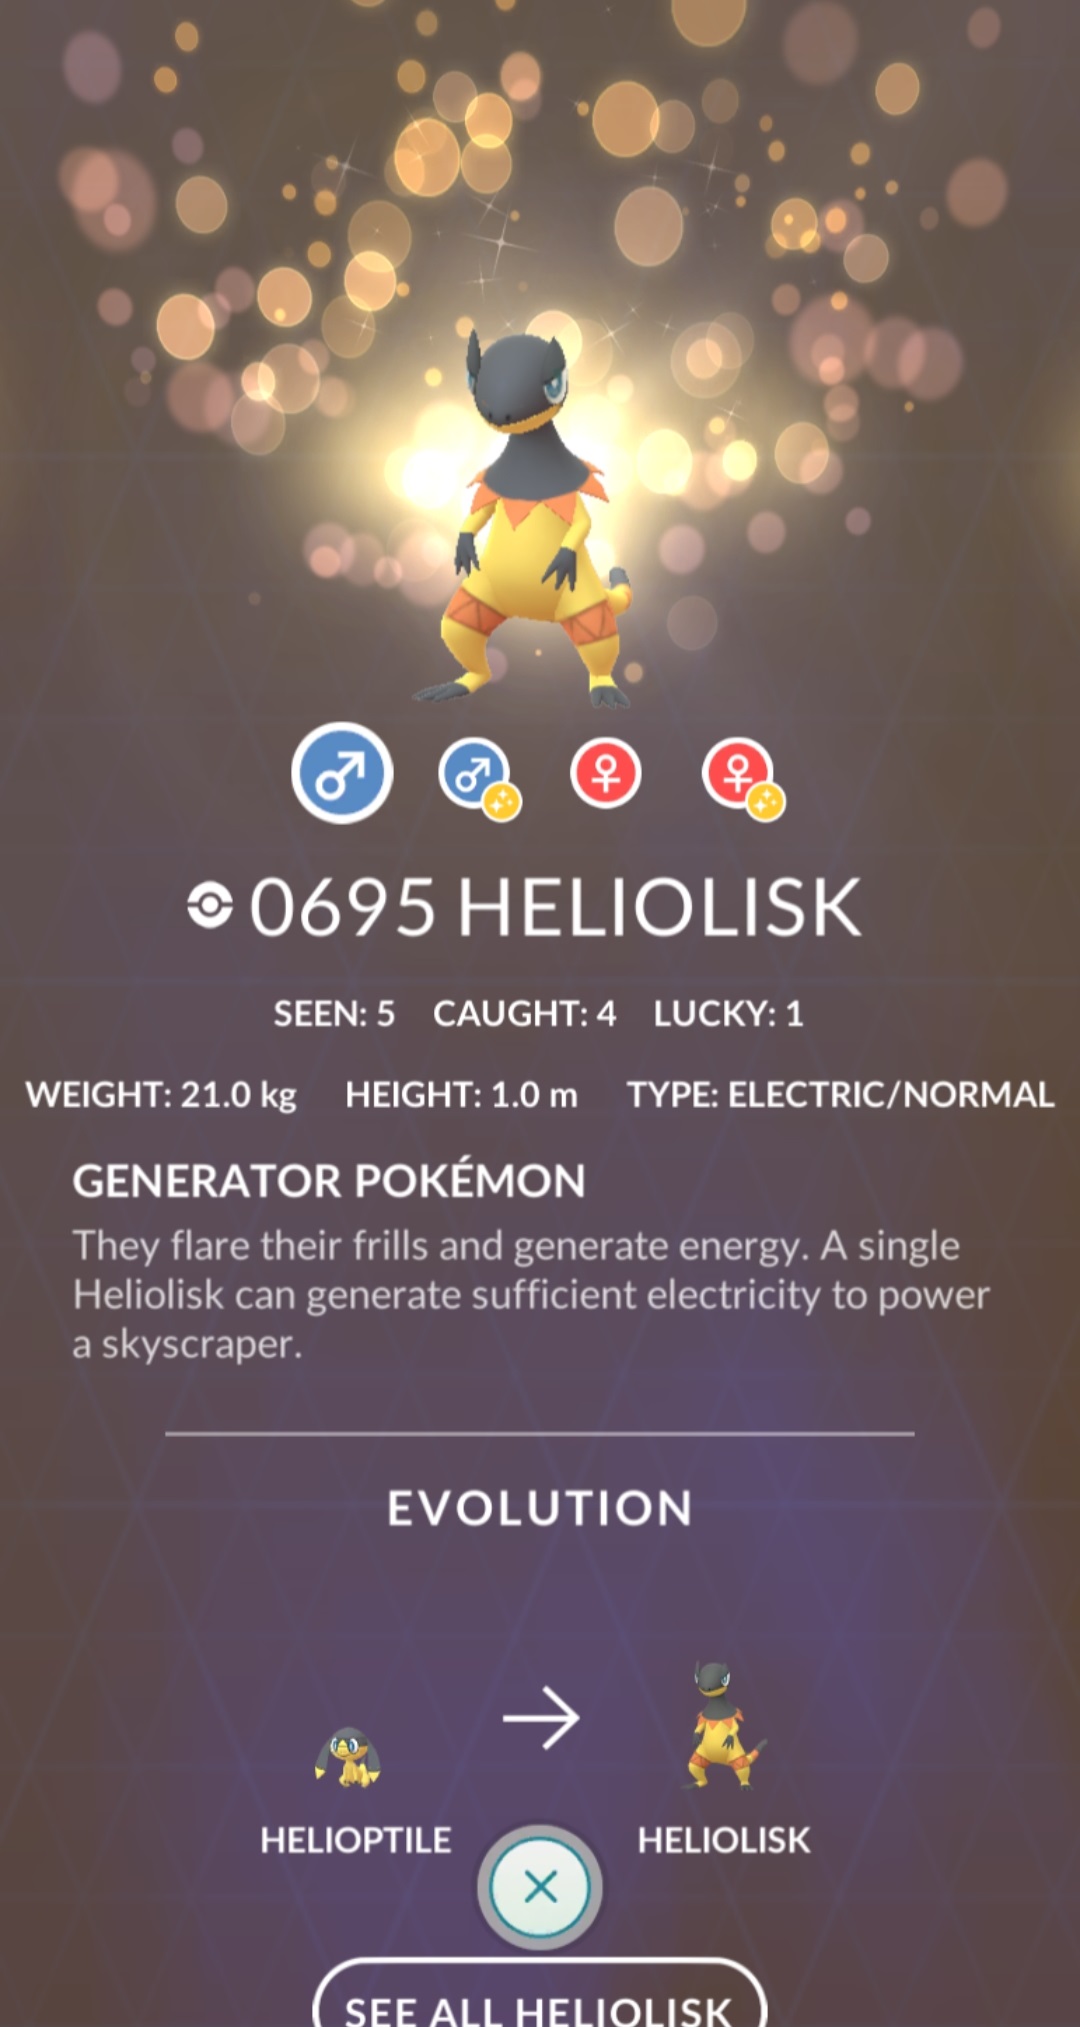 0695 HELIOLISK
SEEN: 5 CAUGHT: 4 LUCKY: 1
WEIGHT: 21.0 kg HEIGHT: 1.0 m TYPE: ELECTRIC/NORMAL
GENERATOR POKÉMON
They flare their frills and generate energy. A single
Heliolisk can generate sufficient electricity to power
a skyscraper.
EVOLUTION
HELIOPTILE
HELIOLISK
SEE ALL HELIOLISK